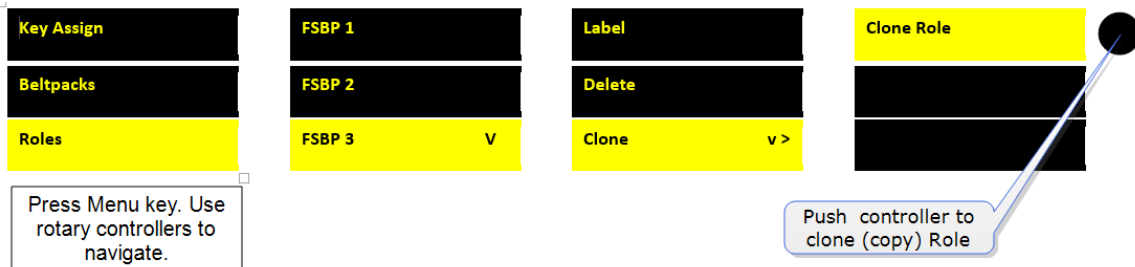 Key Assign
FSBP 1
Label
Clone Role
Beltpacks
FSBP 2
Delete
Roles
FSBP 3 V
Clone v >
Press Menu key. Use
rotary controllers to
navigate.
Push controller to
clone (copy) Role